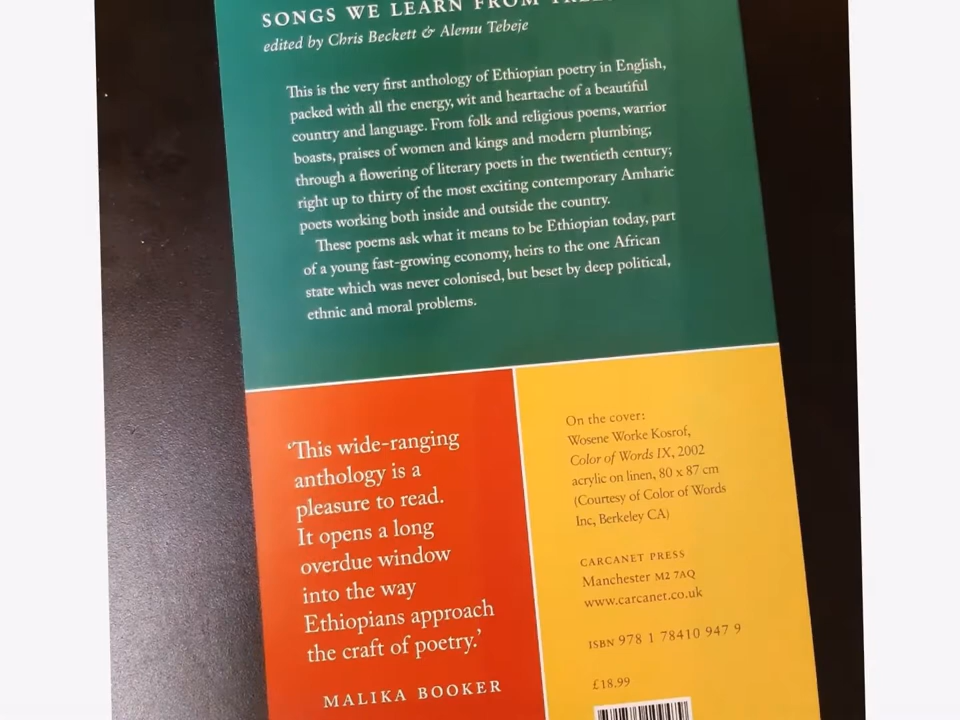 SONGS WE LEARN FROM
edited by Chris Beckett & Alemu Tebeje
This is the very first anthology of Ethiopian poetry in English,
packed with all the energy, wit and heartache of a beautiful
country and language. From folk and religious poems, warrior
boasts, praises of women and kings and modern plumbing;
through a flowering of literary poets in the twentieth century;
right up to thirty of the most exciting contemporary Amharic
poets working both inside and outside the country.
These poems ask what it means to be Ethiopian today, part
of a young fast-growing economy, heirs to the one African
state which was never colonised, but beset by deep political,
ethnic and moral problems.
‘This wide-ranging
anthology is a
pleasure to read.
It opens a long
overdue window
into the way
Ethiopians approach
the craft of poetry.’
MALIKA BOOKER
On the cover:
Wosene Worke Kosrof,
Color of Words IX, 2002
acrylic on linen, 80 x 87 cm
(Courtesy of Color of Words
Inc, Berkeley CA)
CARCANET PRESS
Manchester M2 7AQ
www.carcanet.co.uk
ISBN 978 1 78410 947 9
£18.99